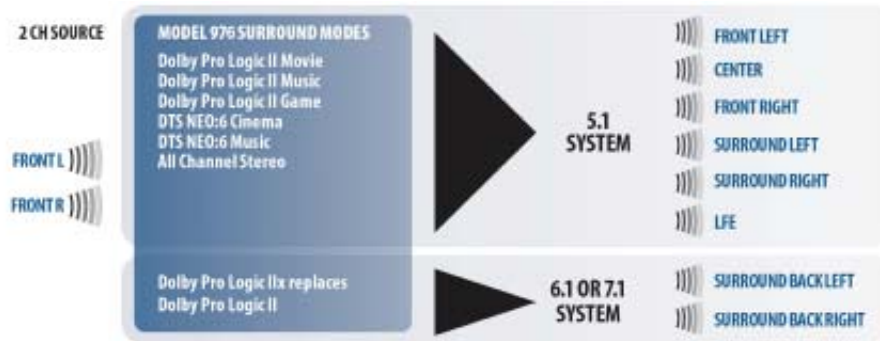 2 CH SOURCE
FRONT L
FRONT R
MODEL 976 SURROUND MODES
Dolby Pro Logic II Movie
Dolby Pro Logic II Music
Dolby Pro Logic II Game
DTS NEO:6 Cinema
DTS NEO:6 Music
All Channel Stereo
5.1
SYSTEM
FRONT LEFT
CENTER
FRONT RIGHT
SURROUND LEFT
SURROUND RIGHT
LFE
Dolby Pro Logic IIx replaces
Dolby Pro Logic II
6.1 OR 7.1
SYSTEM
SURROUND BACK LEFT
SURROUND BACK RIGHT